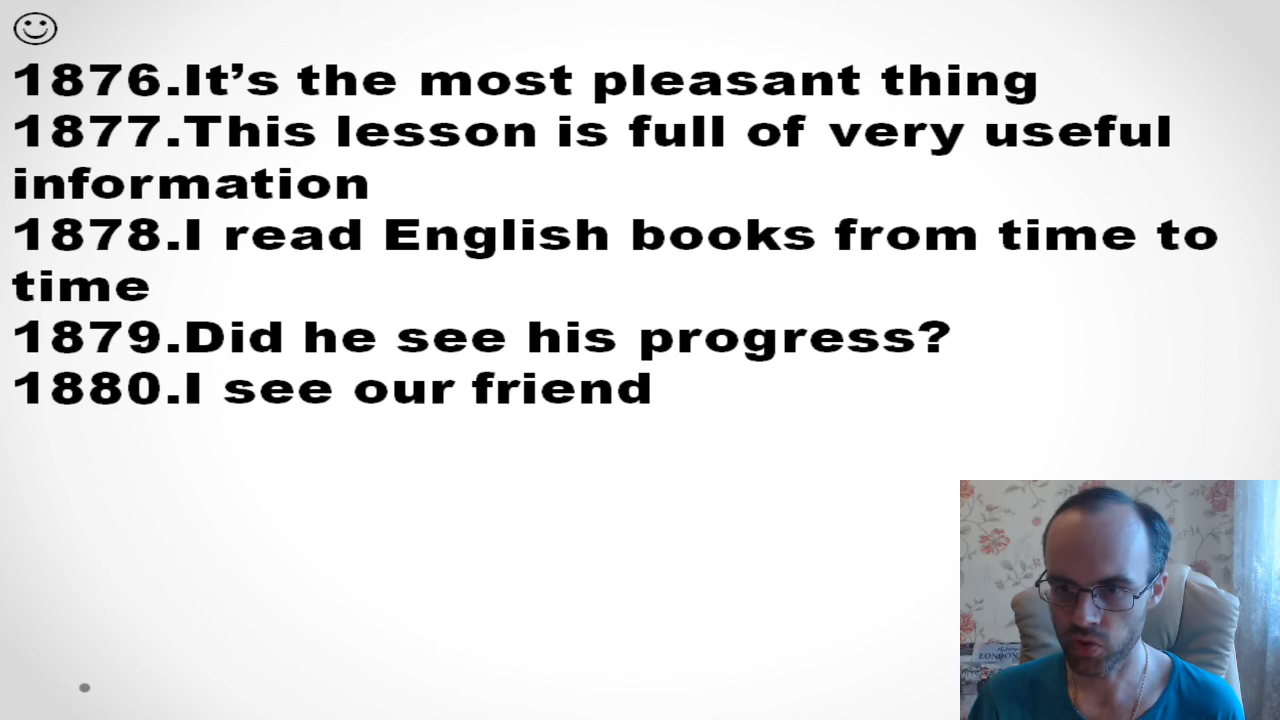 ☺
1876.It’s the most pleasant thing
1877.This lesson is full of very useful
information
1878.I read English books from time to
time
1879.Did he see his progress?
1880.I see our friend
LONDON